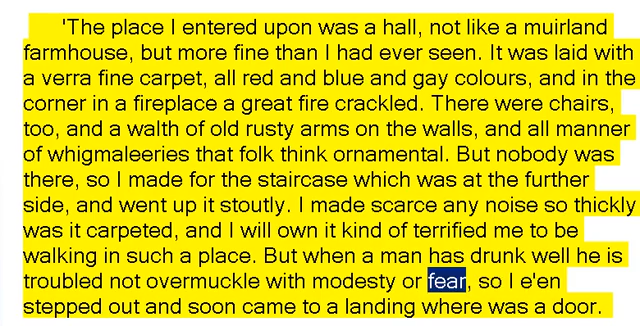 'The place I entered upon was a hall, not like a muirland
farmhouse, but more fine than I had ever seen. It was laid with
a verra fine carpet, all red and blue and gay colours, and in the
corner in a fireplace a great fire crackled. There were chairs,
too, and a walth of old rusty arms on the walls, and all manner
of whigmaleeries that folk think ornamental. But nobody was
there, so I made for the staircase which was at the further
side, and went up it stoutly. I made scarce any noise so thickly
was it carpeted, and I will own it kind of terrified me to be
walking in such a place. But when a man has drunk well he is
troubled not overmuckle with modesty or fear, so I e'en
stepped out and soon came to a landing where was a door.